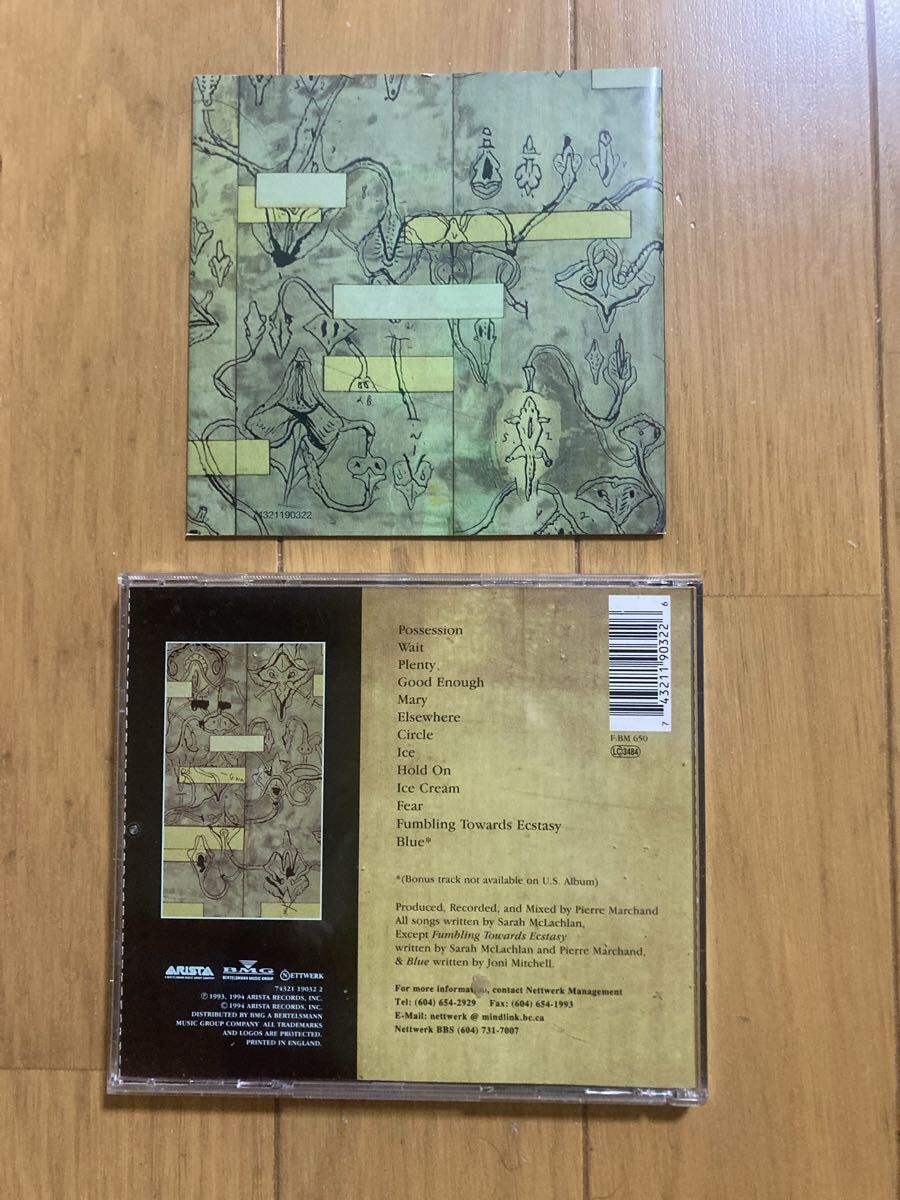 74321190322
Possession
Wait
Plenty
Good Enough
Mary
Elsewhere
Circle
Ice
Hold On
Ice Cream
Fear
Fumbling Towards Ecstasy
Blue*
*(Bonus track not available on U.S. Album)
Produced, Recorded, and Mixed by Pierre Marchand
All songs written by Sarah McLachlan,
Except Fumbling Towards Ecstasy
written by Sarah McLachlan and Pierre Marchand,
& Blue written by Joni Mitchell.
For more information, contact Nettwerk Management
Tel: (604) 654-2929 Fax: (604) 654-1993
E-Mail: nettwerk @ mindlink.bc.ca
Nettwerk BBS (604) 731-7007
7 43211 90322 6
F:BM 650
LC 3484
ARISTA
BMG
BERTELSMANN MUSIC GROUP
NETTWERK
74321 19032 2
℗ 1993, 1994 ARISTA RECORDS, INC.
© 1994 ARISTA RECORDS, INC.
DISTRIBUTED BY BMG A BERTELSMANN
MUSIC GROUP COMPANY ALL TRADEMARKS
AND LOGOS ARE PROTECTED.
PRINTED IN ENGLAND.